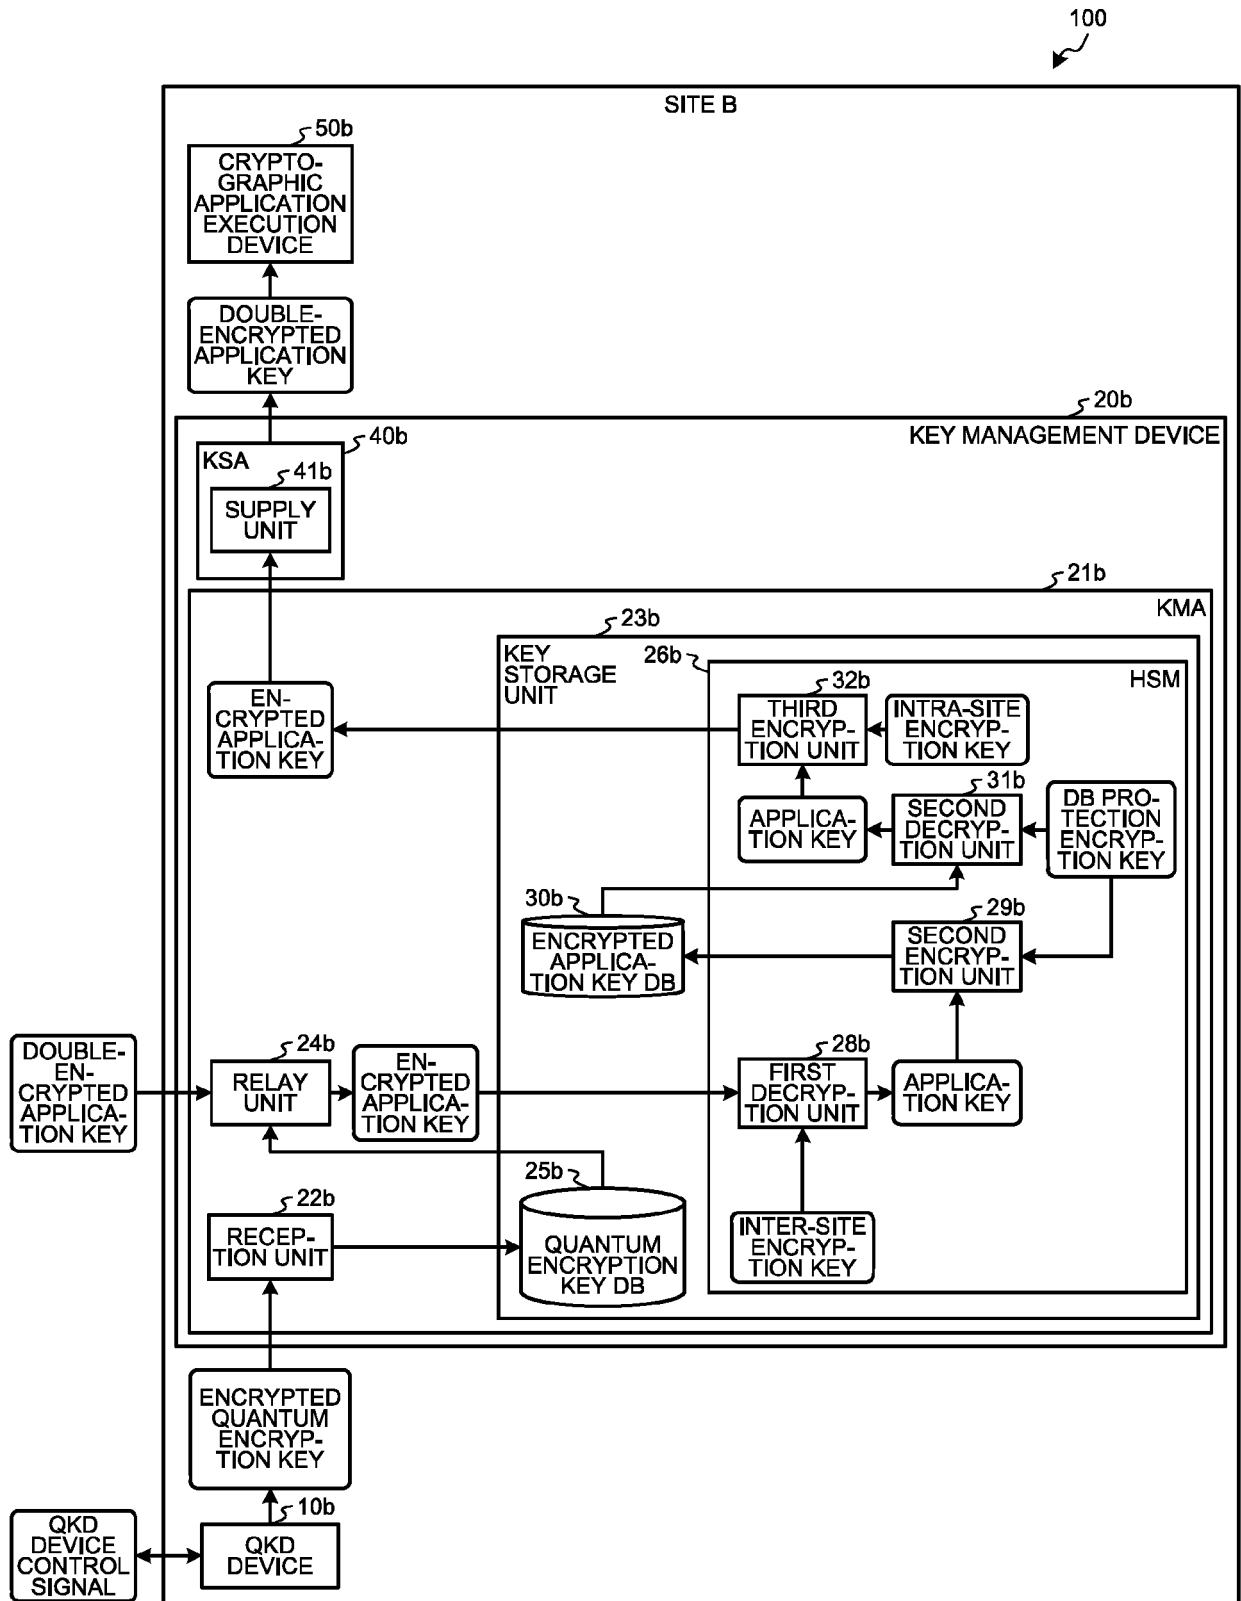 100
SITE B
50b
CRYPTO-
GRAPHIC
APPLICATION
EXECUTION
DEVICE
DOUBLE-
ENCRYPTED
APPLICATION
KEY
20b
KEY MANAGEMENT DEVICE
40b
KSA
41b
SUPPLY
UNIT
21b
KMA
23b
KEY
STORAGE
UNIT
26b
HSM
EN-
CRYPTED
APPLICA-
TION KEY
32b
THIRD
ENCRYP-
TION UNIT
INTRA-SITE
ENCRYP-
TION KEY
31b
APPLICA-
TION KEY
SECOND
DECRYP-
TION UNIT
DB PRO-
TECTION
ENCRYP-
TION KEY
30b
ENCRYPTED
APPLICA-
TION KEY DB
29b
SECOND
ENCRYP-
TION UNIT
DOUBLE-
EN-
CRYPTED
APPLICA-
TION KEY
24b
RELAY
UNIT
EN-
CRYPTED
APPLICA-
TION KEY
28b
FIRST
DECRYP-
TION UNIT
APPLICA-
TION KEY
25b
QUANTUM
ENCRYPTION
KEY DB
22b
RECEP-
TION UNIT
INTER-SITE
ENCRYP-
TION KEY
ENCRYPTED
QUANTUM
ENCRYP-
TION KEY
10b
QKD
DEVICE
CONTROL
SIGNAL
QKD
DEVICE